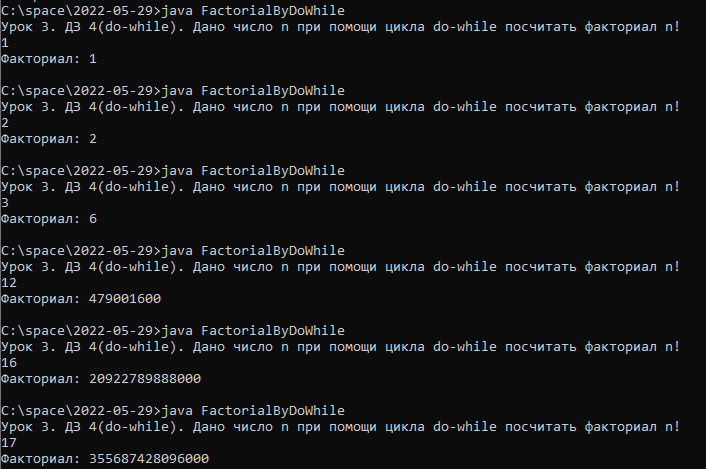 C:\space\2022-05-29>java FactorialByDoWhile
Урок 3. ДЗ 4(do-while). Дано число n при помощи цикла do-while посчитать факториал n!
1
Факториал: 1
C:\space\2022-05-29>java FactorialByDoWhile
Урок 3. ДЗ 4(do-while). Дано число n при помощи цикла do-while посчитать факториал n!
2
Факториал: 2
C:\space\2022-05-29>java FactorialByDoWhile
Урок 3. ДЗ 4(do-while). Дано число n при помощи цикла do-while посчитать факториал n!
3
Факториал: 6
C:\space\2022-05-29>java FactorialByDoWhile
Урок 3. ДЗ 4(do-while). Дано число n при помощи цикла do-while посчитать факториал n!
12
Факториал: 479001600
C:\space\2022-05-29>java FactorialByDoWhile
Урок 3. ДЗ 4(do-while). Дано число n при помощи цикла do-while посчитать факториал n!
16
Факториал: 20922789888000
C:\space\2022-05-29>java FactorialByDoWhile
Урок 3. ДЗ 4(do-while). Дано число n при помощи цикла do-while посчитать факториал n!
17
Факториал: 355687428096000